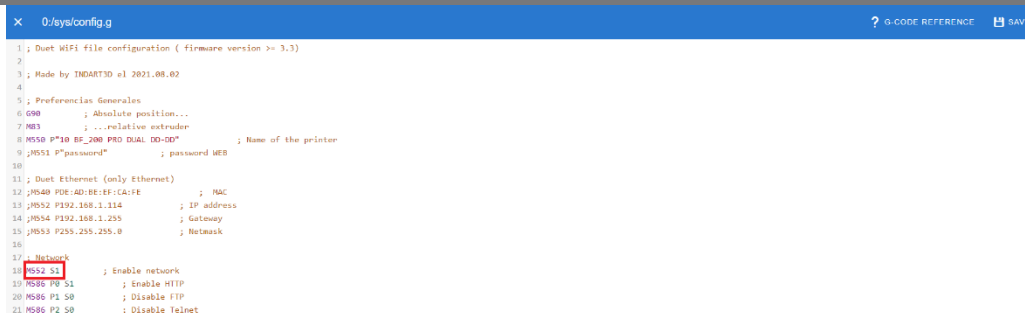 × 0:/sys/config.g ? G-CODE REFERENCE SAV
1 ; Duet WiFi file configuration ( firmware version >= 3.3)
2
3 ; Made by INDART3D el 2021.08.02
4
5 ; Preferencias Generales
6 G90 ; Absolute position...
7 M83 ; ...relative extruder
8 M550 P"10 BF_200 PRO DUAL DD-DD" ; Name of the printer
9 ;M551 P"password" ; password WEB
10
11 ; Duet Ethernet (only Ethernet)
12 ;M540 PDE:AD:BE:EF:CA:FE ; MAC
13 ;M552 P192.168.1.114 ; IP address
14 ;M554 P192.168.1.255 ; Gateway
15 ;M553 P255.255.255.0 ; Netmask
16
17 ; Network
18 M552 S1 ; Enable network
19 M586 P0 S1 ; Enable HTTP
20 M586 P1 S0 ; Disable FTP
21 M586 P2 S0 ; Disable Telnet